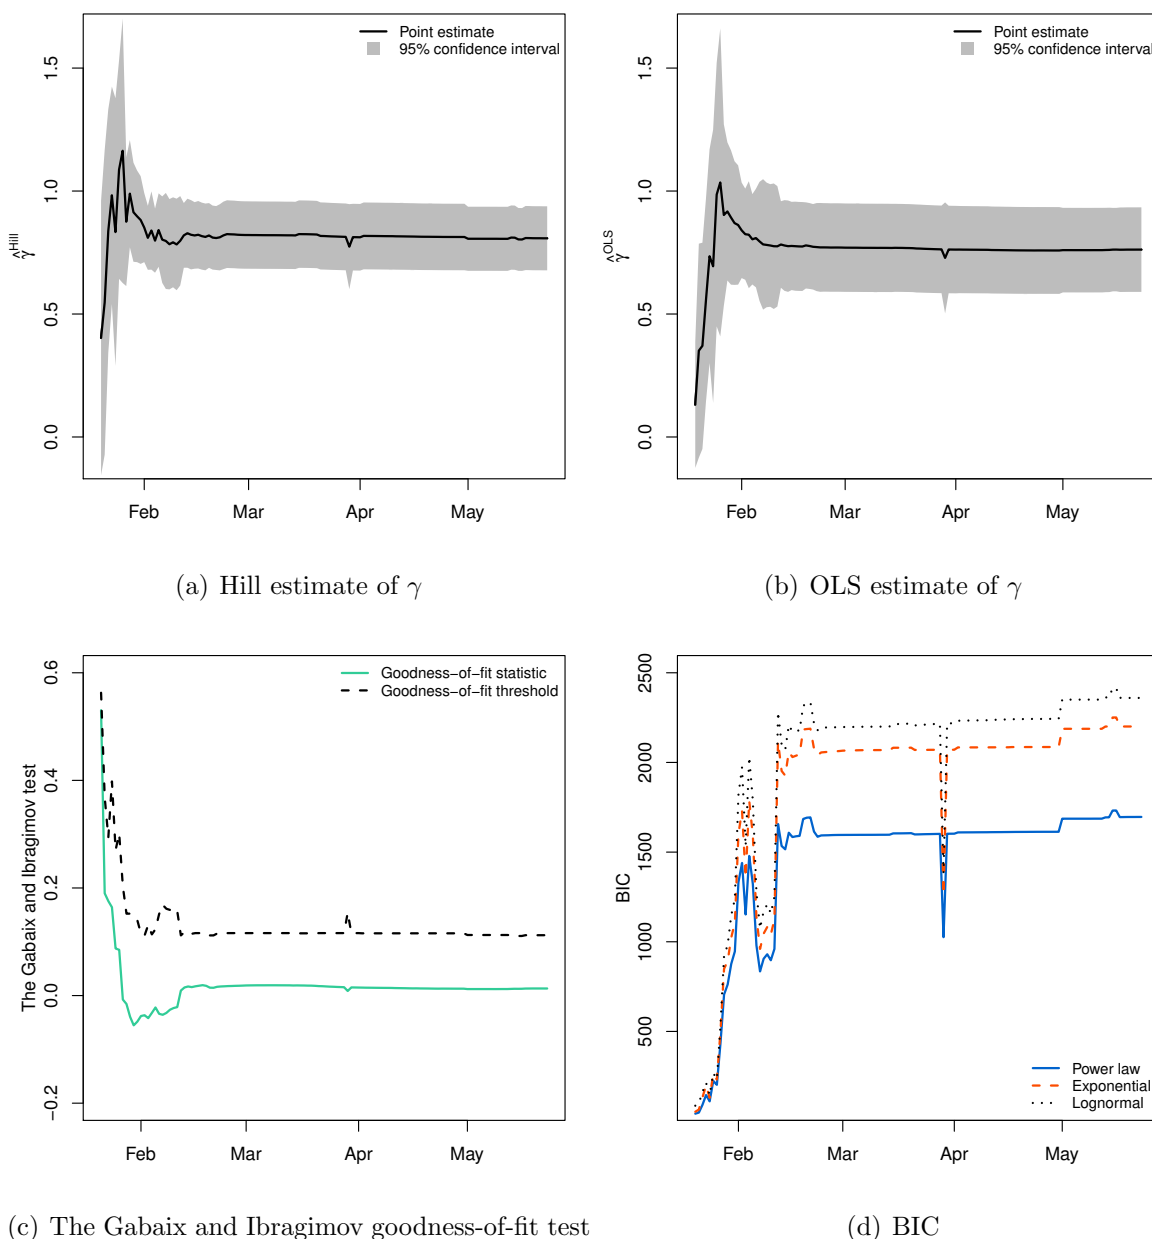 Point estimate
95% confidence interval
γ̂Hill
1.5
1.0
0.5
0.0
Feb Mar Apr May
(a) Hill estimate of γ
Point estimate
95% confidence interval
γ̂OLS
1.5
1.0
0.5
0.0
Feb Mar Apr May
(b) OLS estimate of γ
Goodness−of−fit statistic
Goodness−of−fit threshold
The Gabaix and Ibragimov test
0.6
0.4
0.2
0.0
−0.2
Feb Mar Apr May
(c) The Gabaix and Ibragimov goodness-of-fit test
BIC
2500
2000
1500
1000
500
Power law
Exponential
Lognormal
Feb Mar Apr May
(d) BIC